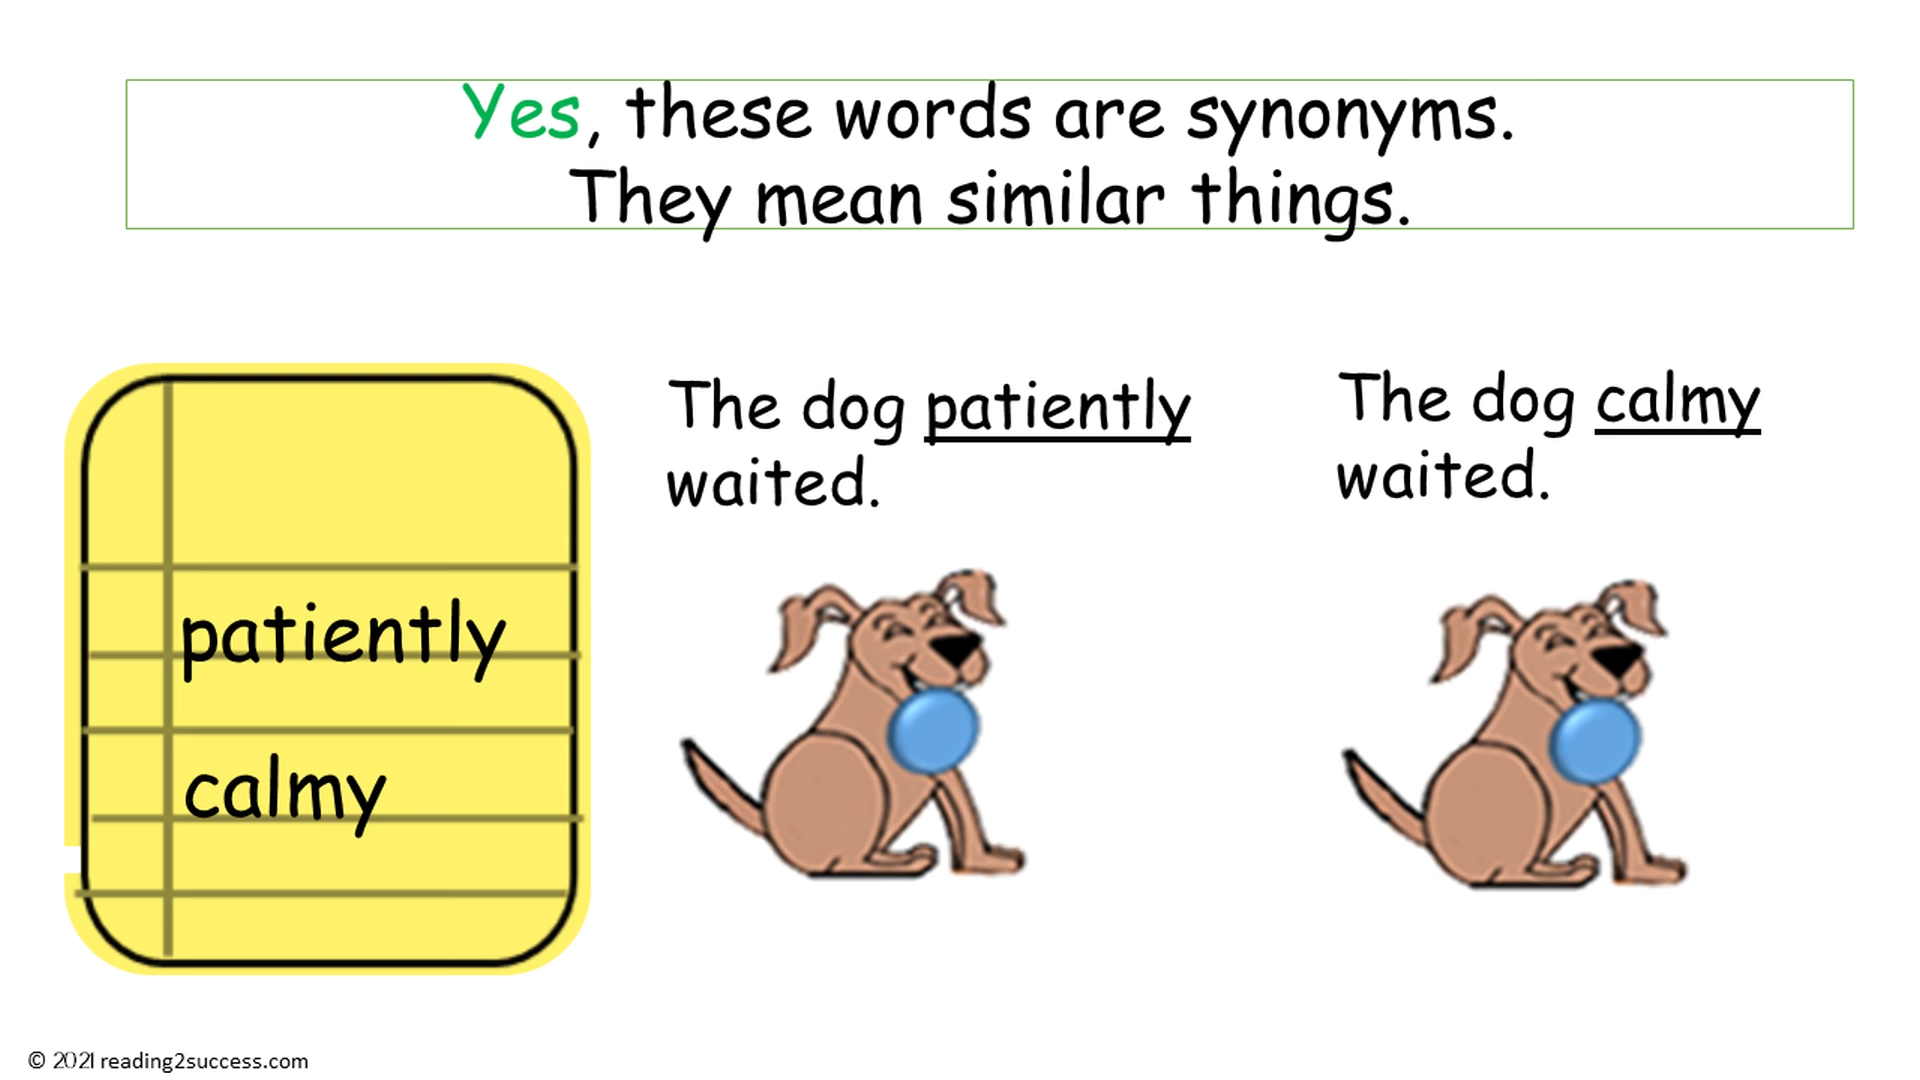 Yes, these words are synonyms.
They mean similar things.
The dog patiently
waited.
The dog calmy
waited.
patiently
calmy
© 2021 reading2success.com